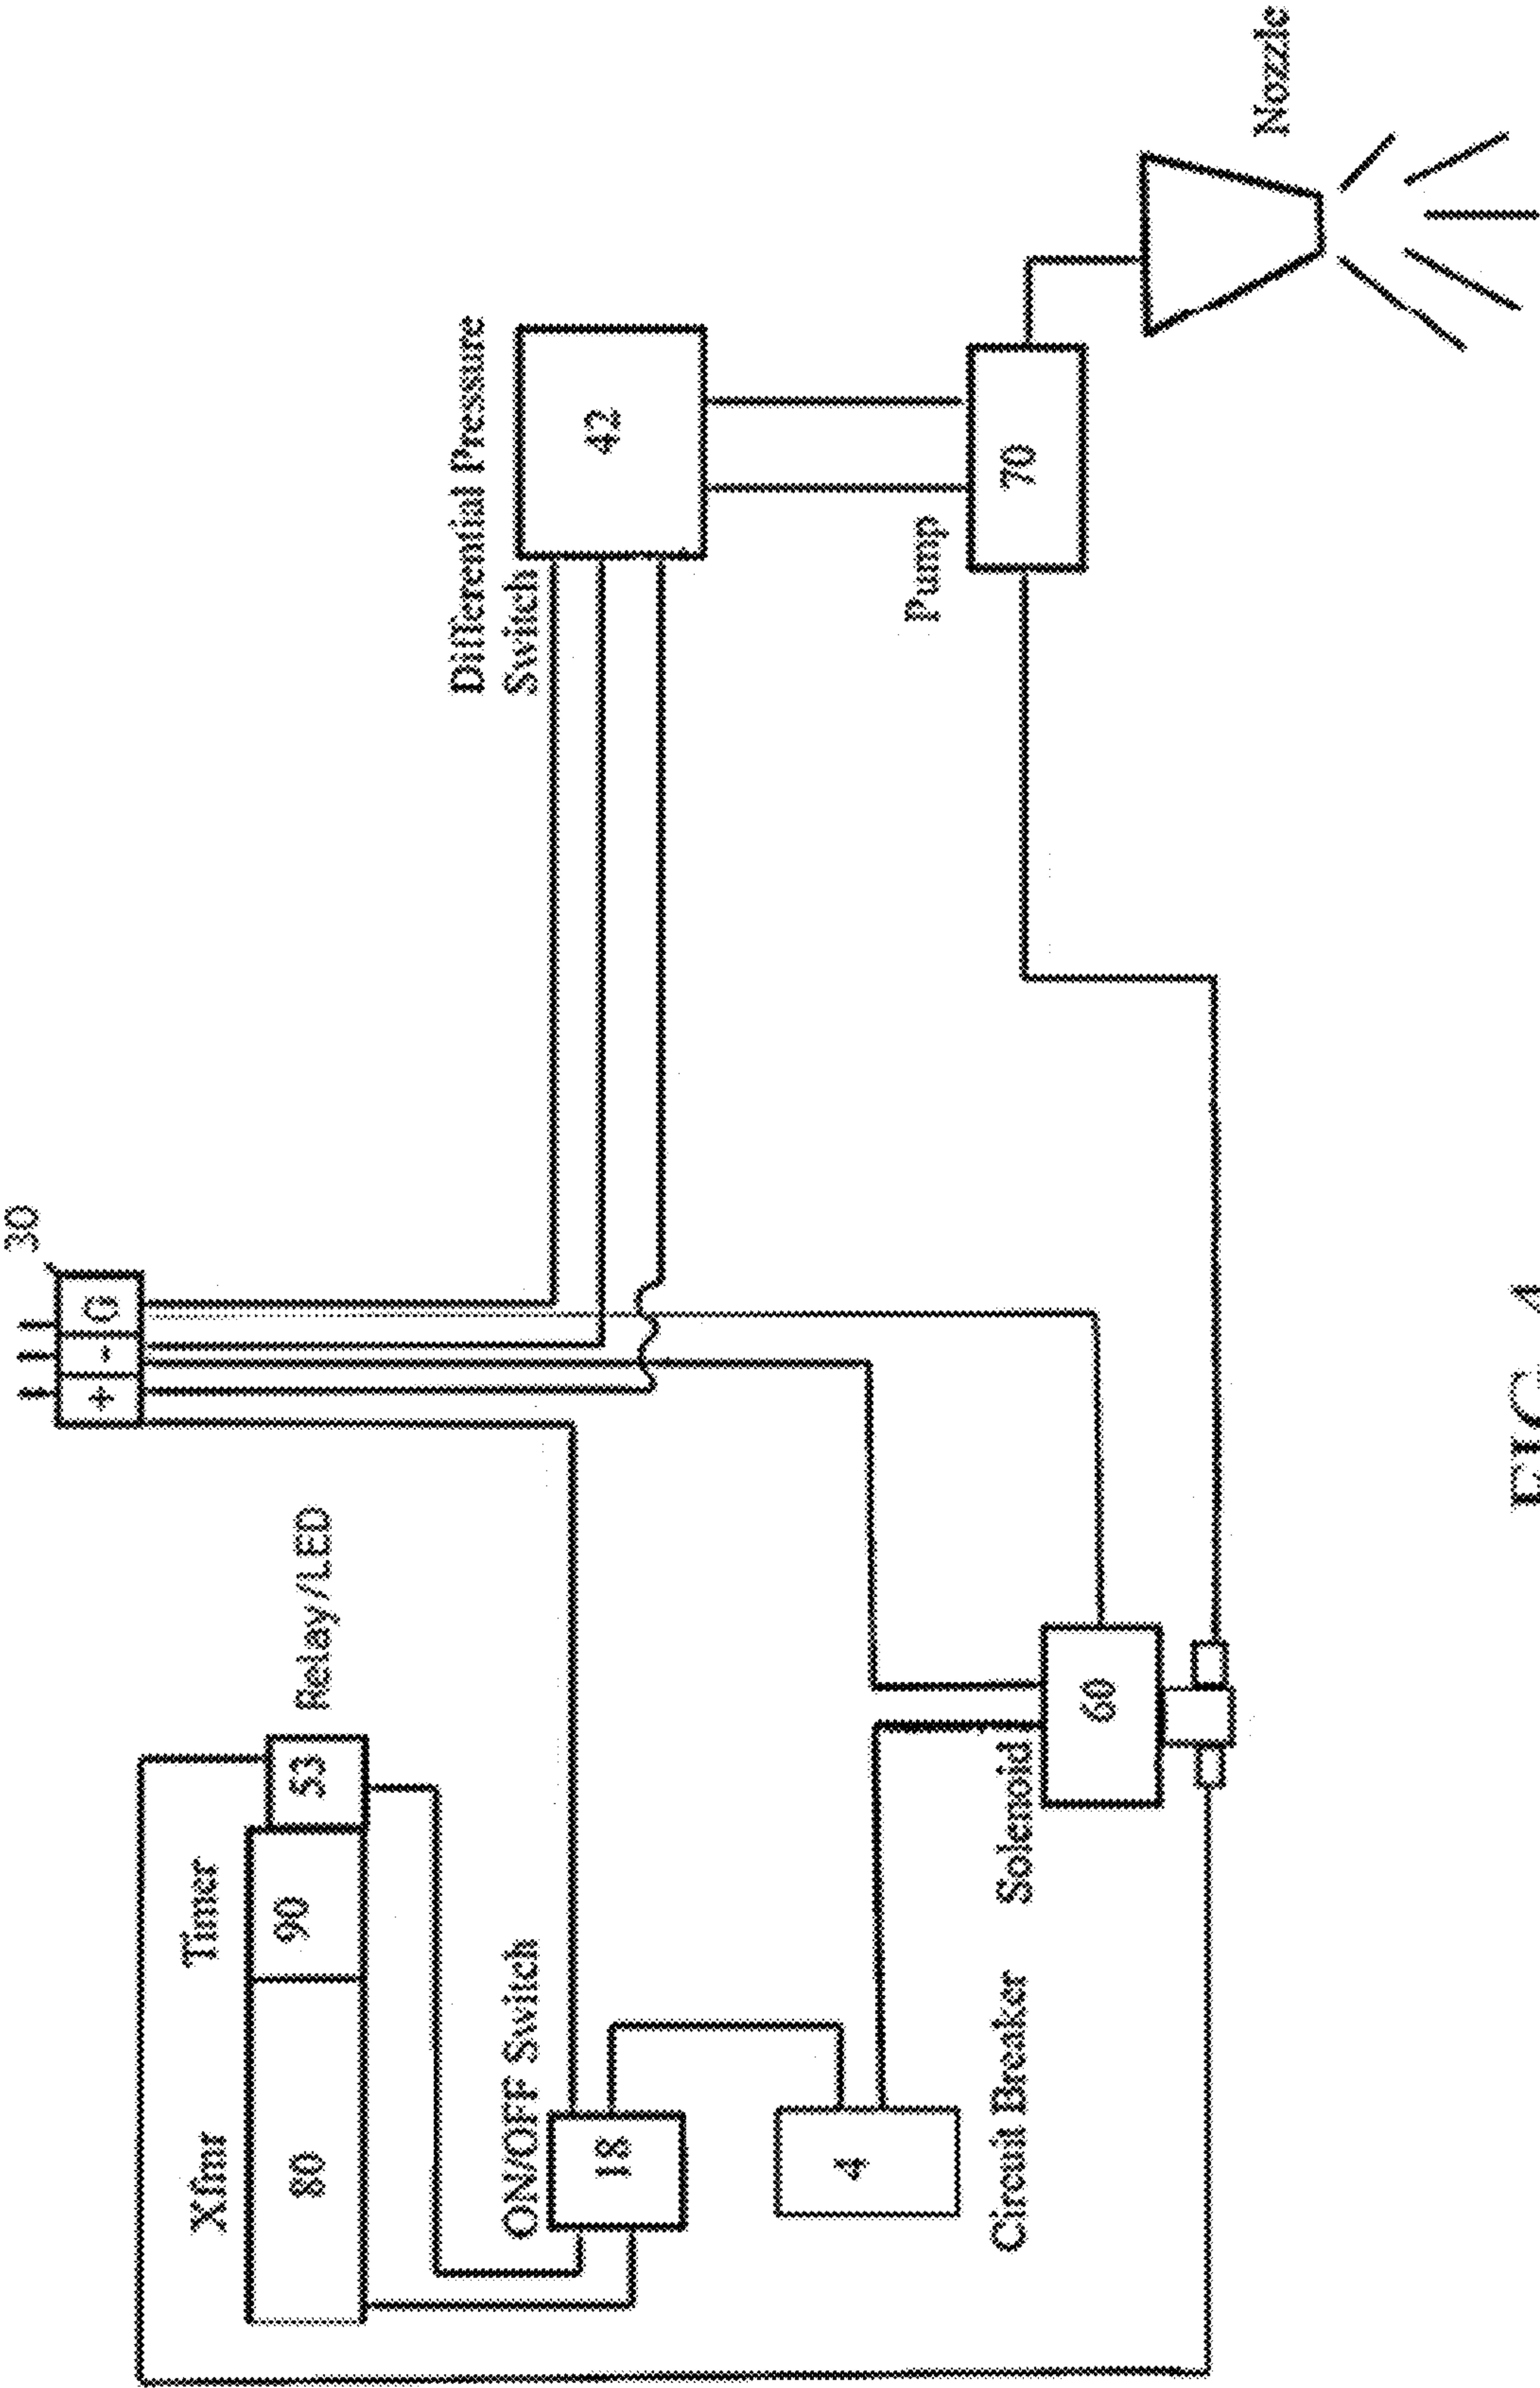 30
+ - G
Xfmr
Timer
80
90
53
Relay/LED
Differential Pressure
Switch
42
ON/OFF Switch
18
4
Circuit Breaker
Solenoid
60
Pump
70
Nozzle
FIG. 4